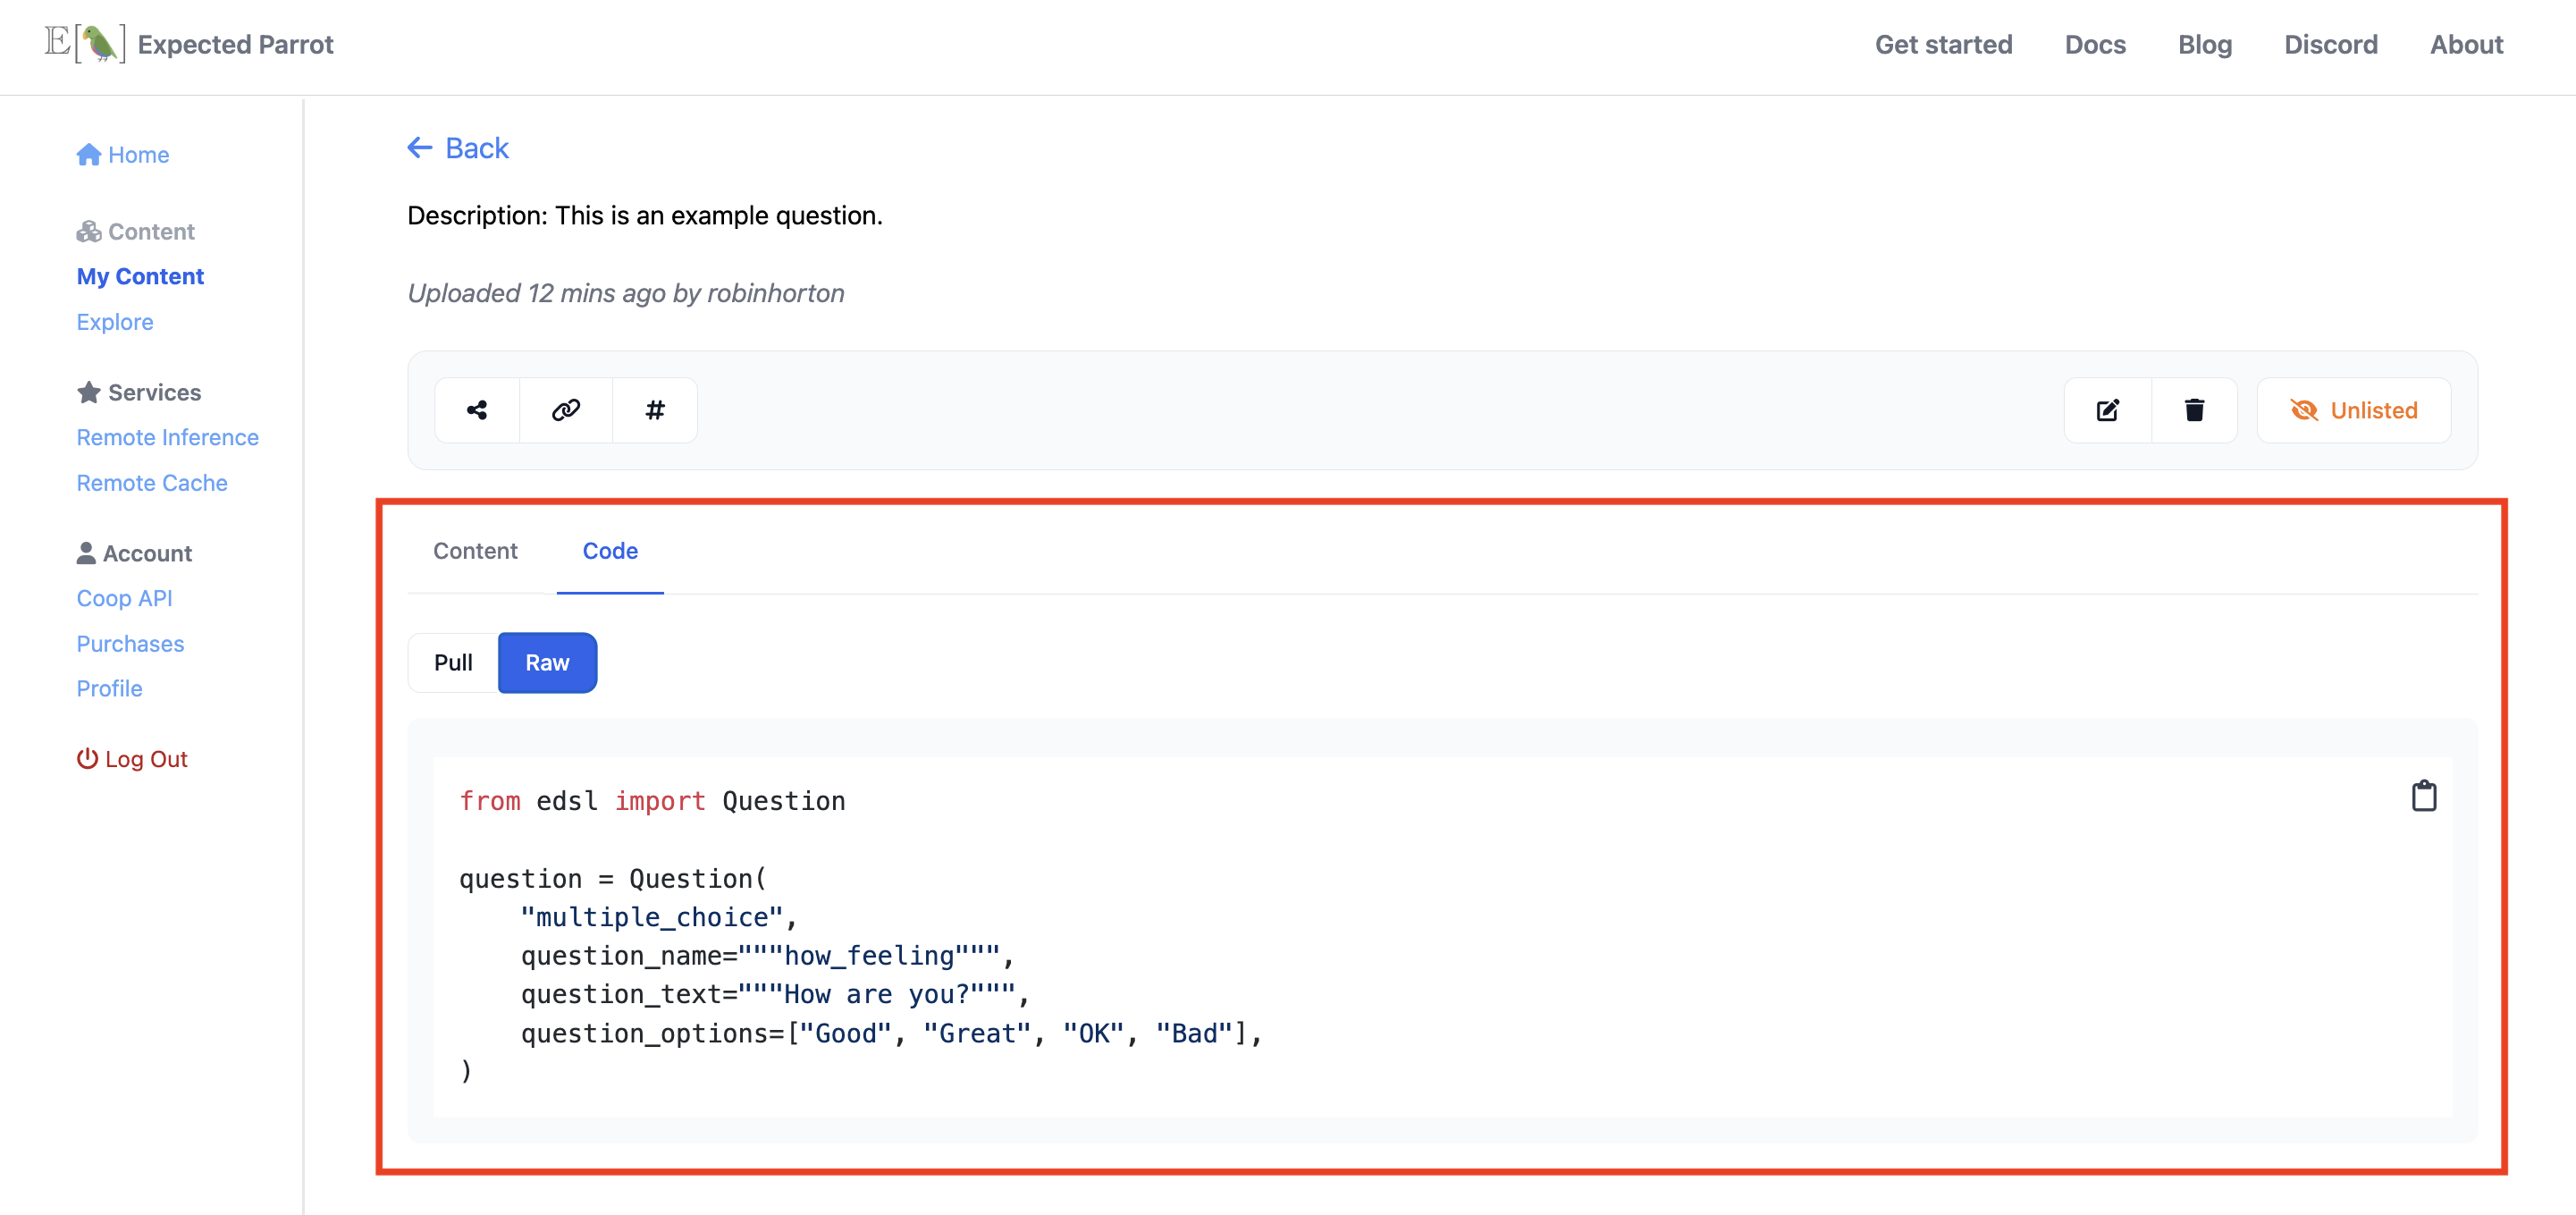 𝔼[] Expected Parrot
Get started
Docs
Blog
Discord
About
Home
Content
My Content
Explore
Services
Remote Inference
Remote Cache
Account
Coop API
Purchases
Profile
Log Out
← Back
Description: This is an example question.
Uploaded 12 mins ago by robinhorton
#
Unlisted
Content
Code
Pull
Raw
from edsl import Question
question = Question(
    "multiple_choice",
    question_name="""how_feeling""",
    question_text="""How are you?""",
    question_options=["Good", "Great", "OK", "Bad"],
)